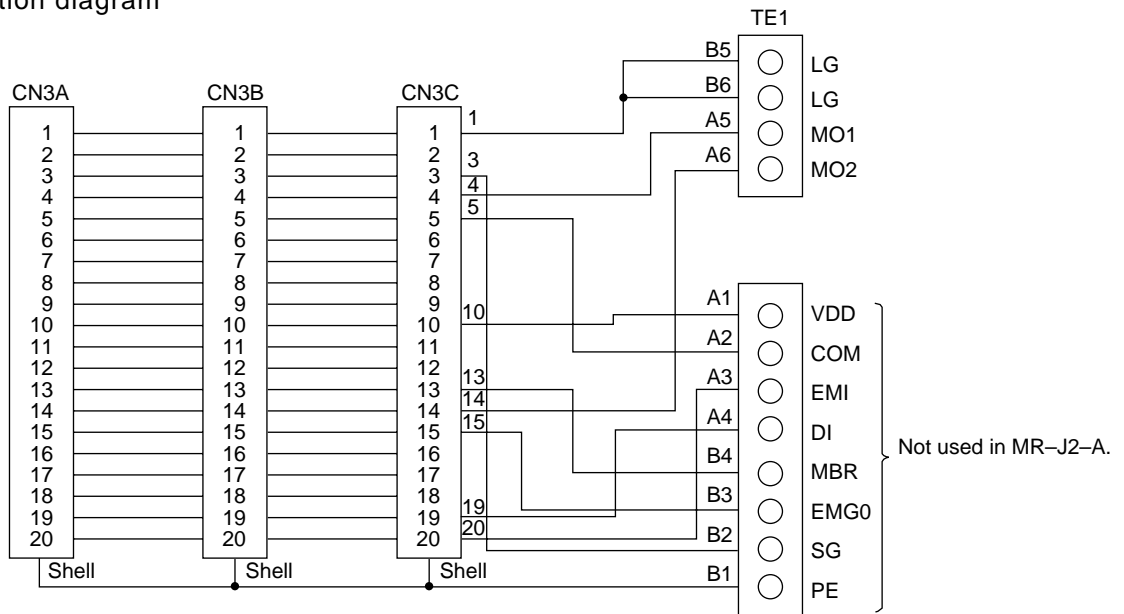 tion diagram
TE1
B5 LG
B6 LG
A5 MO1
A6 MO2
CN3A CN3B CN3C
1 1 1 1
2 2 2
3 3 3 3
4 4 4 4
5 5 5 5
6 6 6
7 7 7
8 8 8
9 9 9
10 10 10 10
11 11 11
12 12 12
13 13 13 13
14 14 14 14
15 15 15 15
16 16 16
17 17 17
18 18 18
19 19 19 19
20 20 20 20
Shell Shell Shell
A1 VDD
A2 COM
A3 EMI
A4 DI
B4 MBR
B3 EMG0
B2 SG
B1 PE
Not used in MR–J2–A.